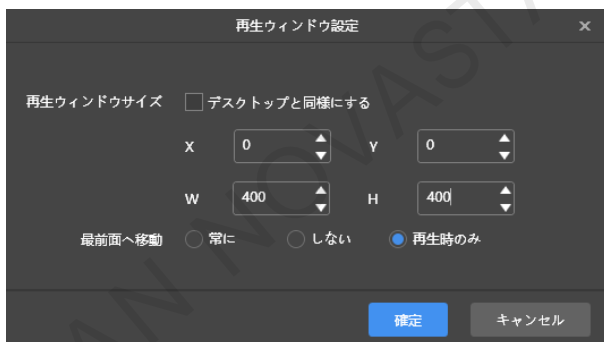 再生ウィンドウ設定 ×
再生ウィンドウサイズ デスクトップと同様にする
X 0 Y 0
W 400 H 400
最前面へ移動 常に しない 再生時のみ
確定 キャンセル